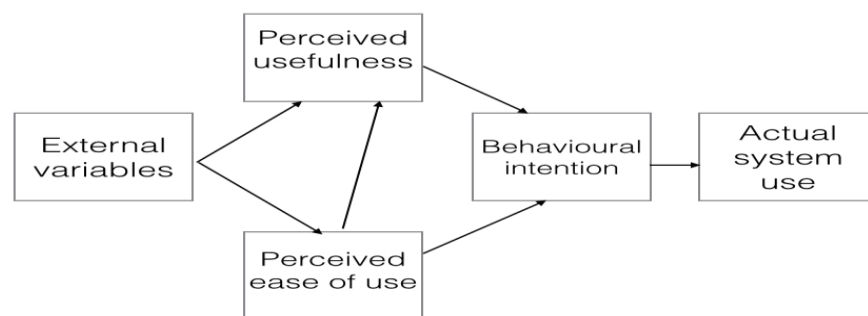 Perceived
usefulness
External
variables
Behavioural
intention
Actual
system
use
Perceived
ease of use